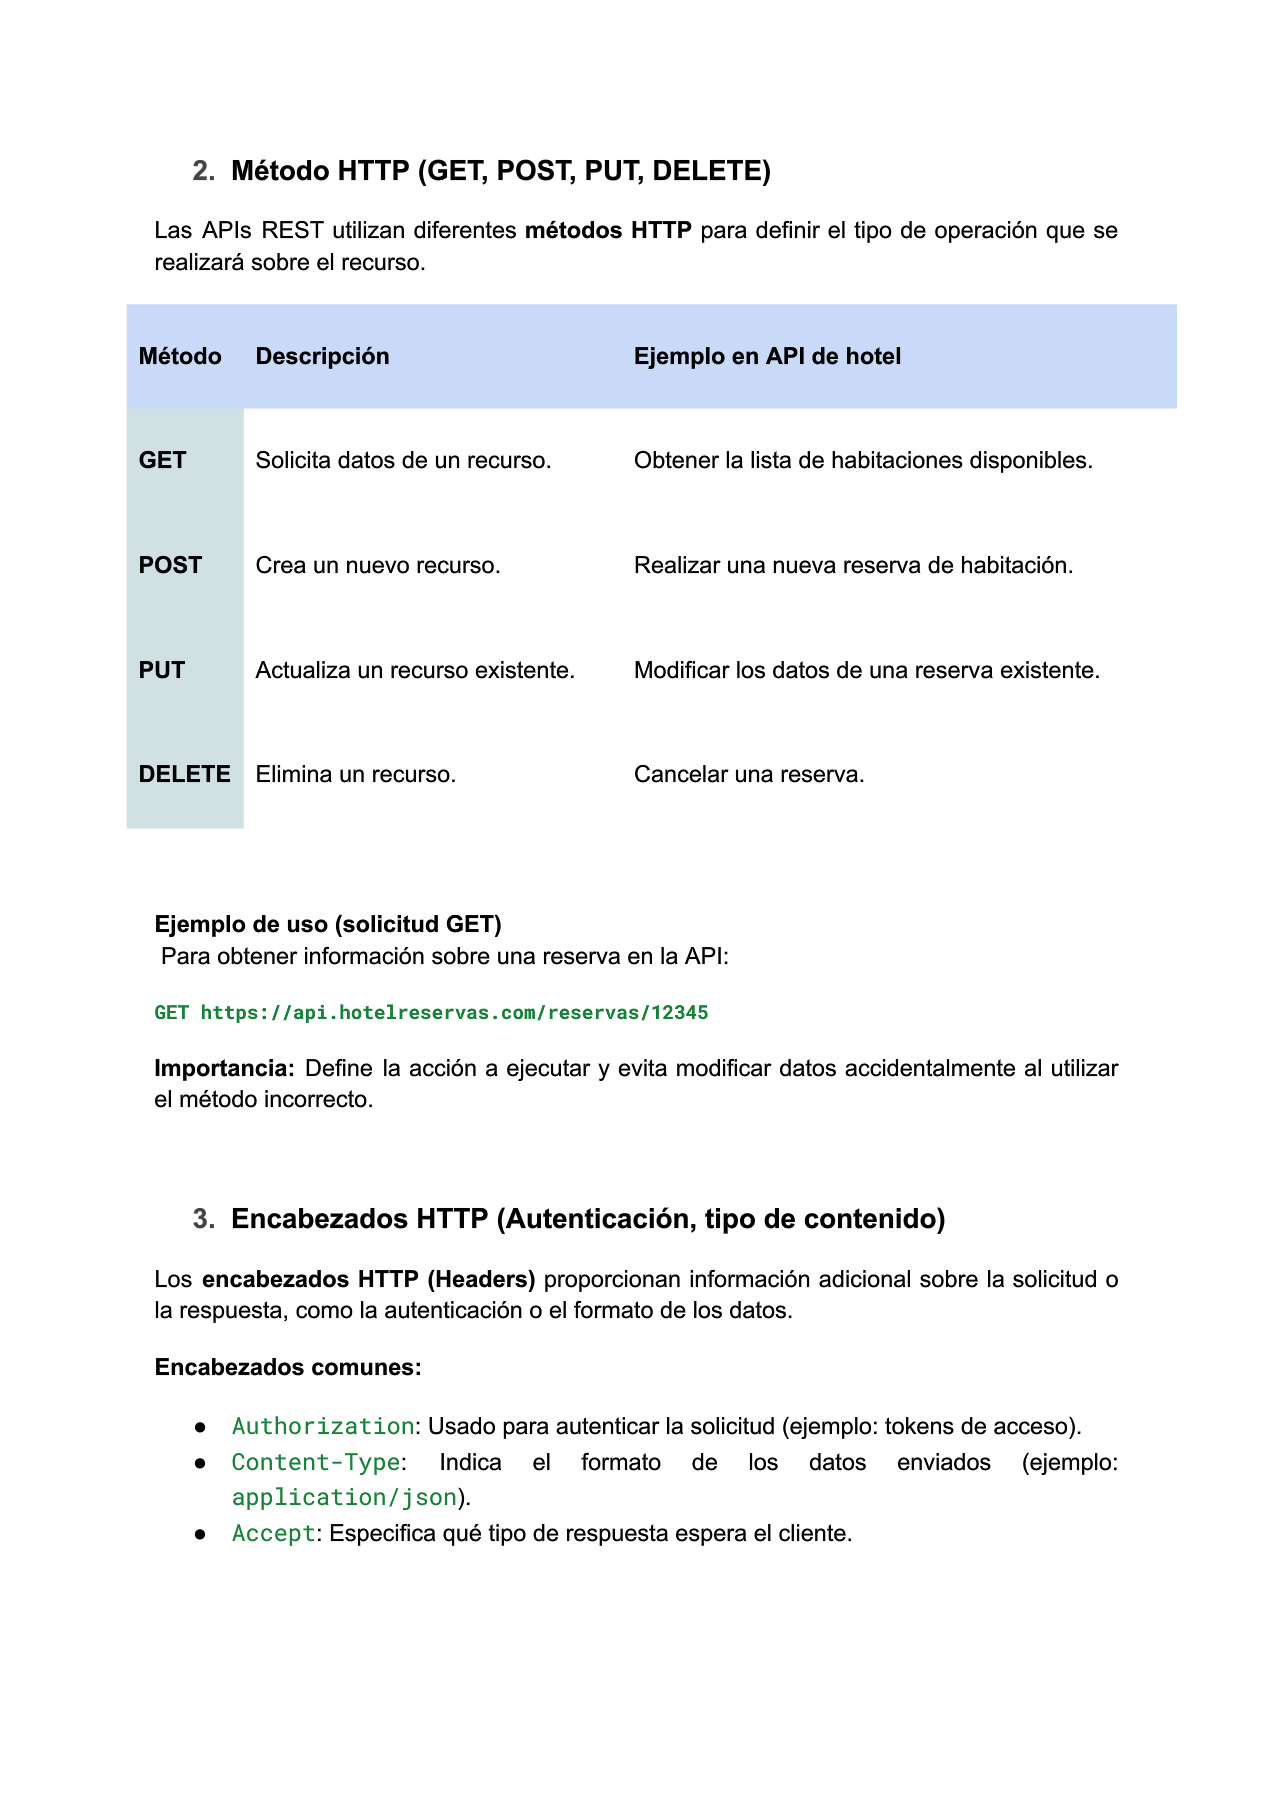 2. Método HTTP (GET, POST, PUT, DELETE)
Las APIs REST utilizan diferentes métodos HTTP para definir el tipo de operación que se
realizará sobre el recurso.
Método Descripción Ejemplo en API de hotel
GET Solicita datos de un recurso. Obtener la lista de habitaciones disponibles.
POST Crea un nuevo recurso. Realizar una nueva reserva de habitación.
PUT Actualiza un recurso existente. Modificar los datos de una reserva existente.
DELETE Elimina un recurso. Cancelar una reserva.
Ejemplo de uso (solicitud GET)
Para obtener información sobre una reserva en la API:
GET https://api.hotelreservas.com/reservas/12345
Importancia: Define la acción a ejecutar y evita modificar datos accidentalmente al utilizar
el método incorrecto.
3. Encabezados HTTP (Autenticación, tipo de contenido)
Los encabezados HTTP (Headers) proporcionan información adicional sobre la solicitud o
la respuesta, como la autenticación o el formato de los datos.
Encabezados comunes:
● Authorization: Usado para autenticar la solicitud (ejemplo: tokens de acceso).
● Content-Type: Indica el formato de los datos enviados (ejemplo:
application/json).
● Accept: Especifica qué tipo de respuesta espera el cliente.